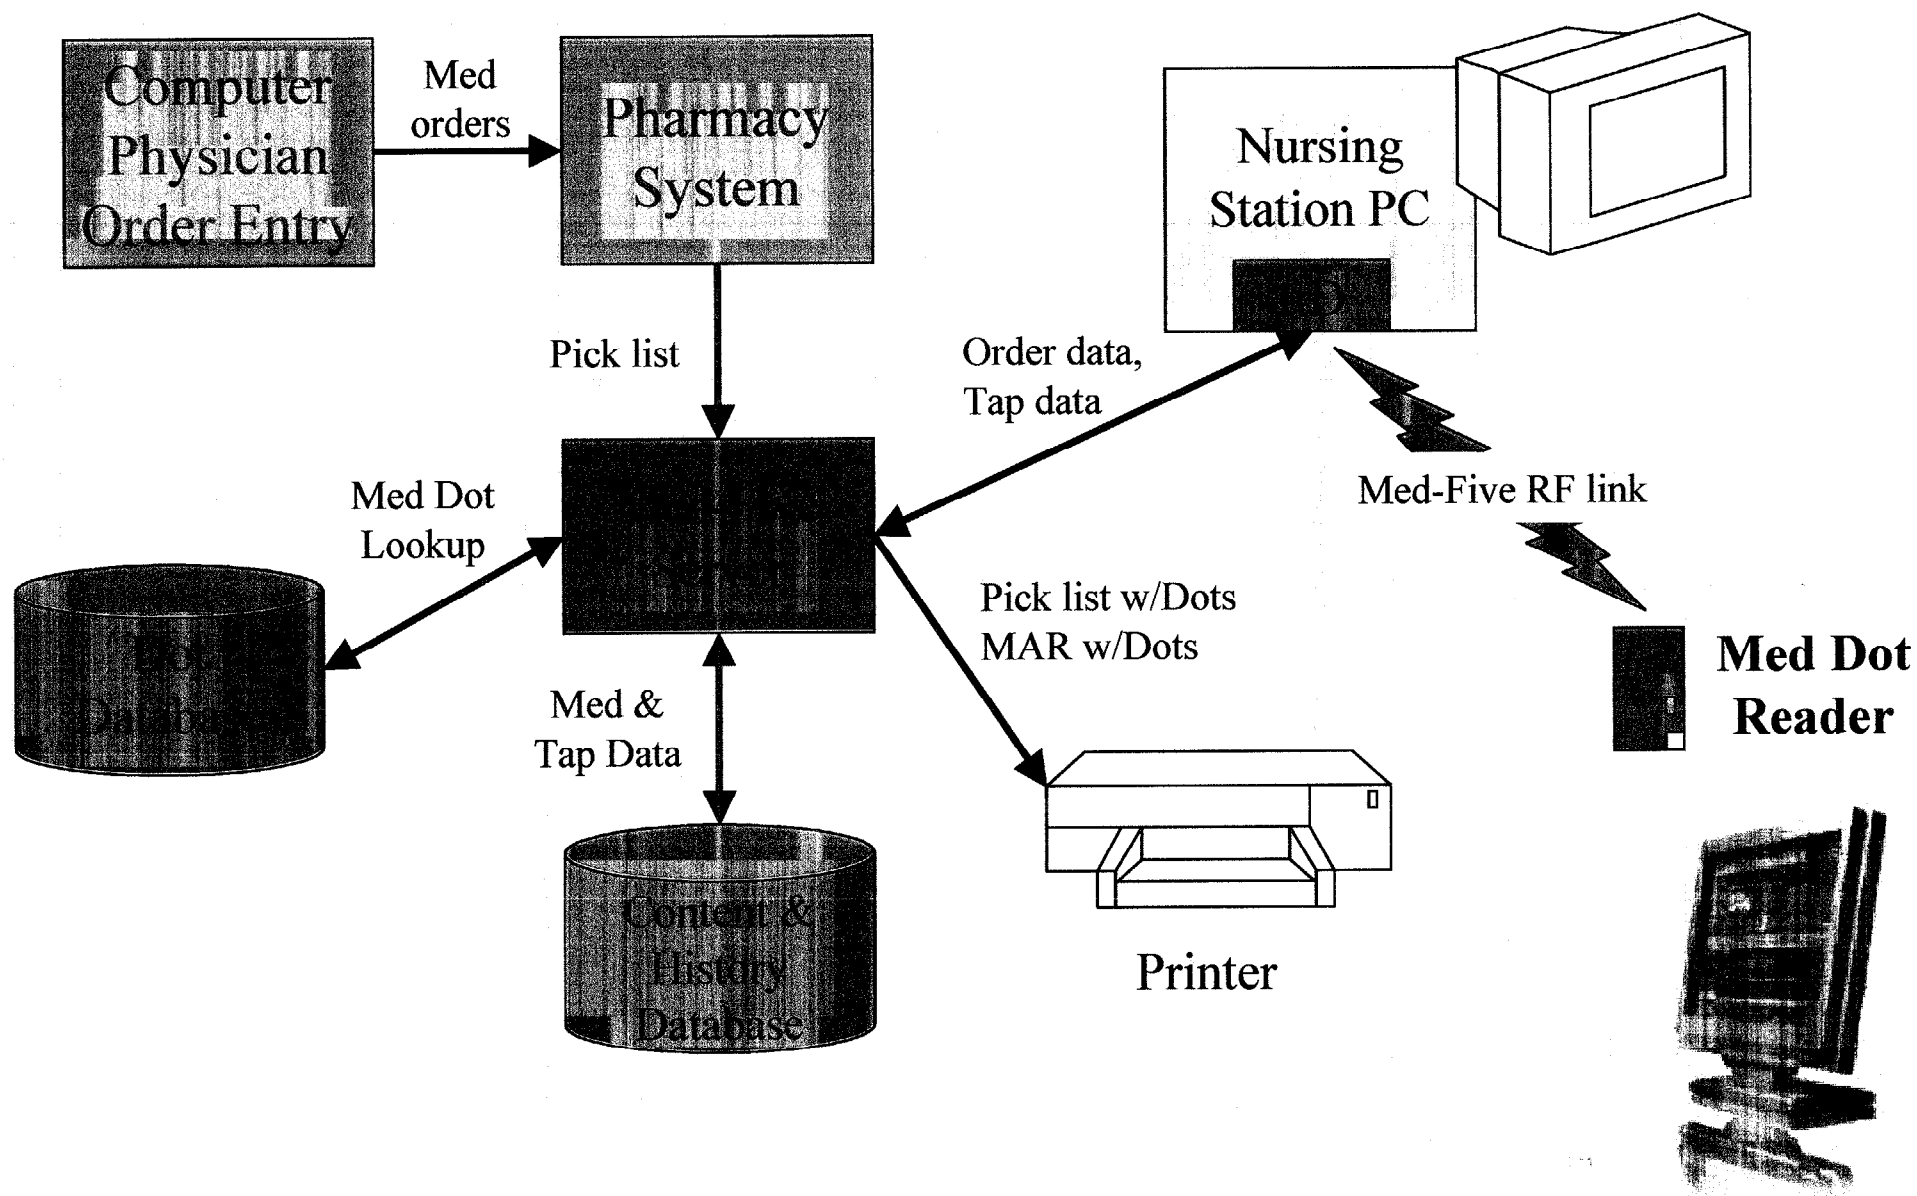 Computer
Physician
Order Entry
Med
orders
Pharmacy
System
Nursing
Station PC
Pick list
Order data,
Tap data
Med-Five RF link
Med Dot
Lookup
Dot
Database
Pick list w/Dots
MAR w/Dots
Med Dot
Reader
Med &
Tap Data
Content &
History
Database
Printer